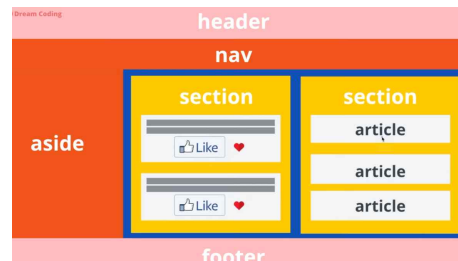 Dream Coding
header
nav
aside
section
Like
Like
section
article
article
article
footer